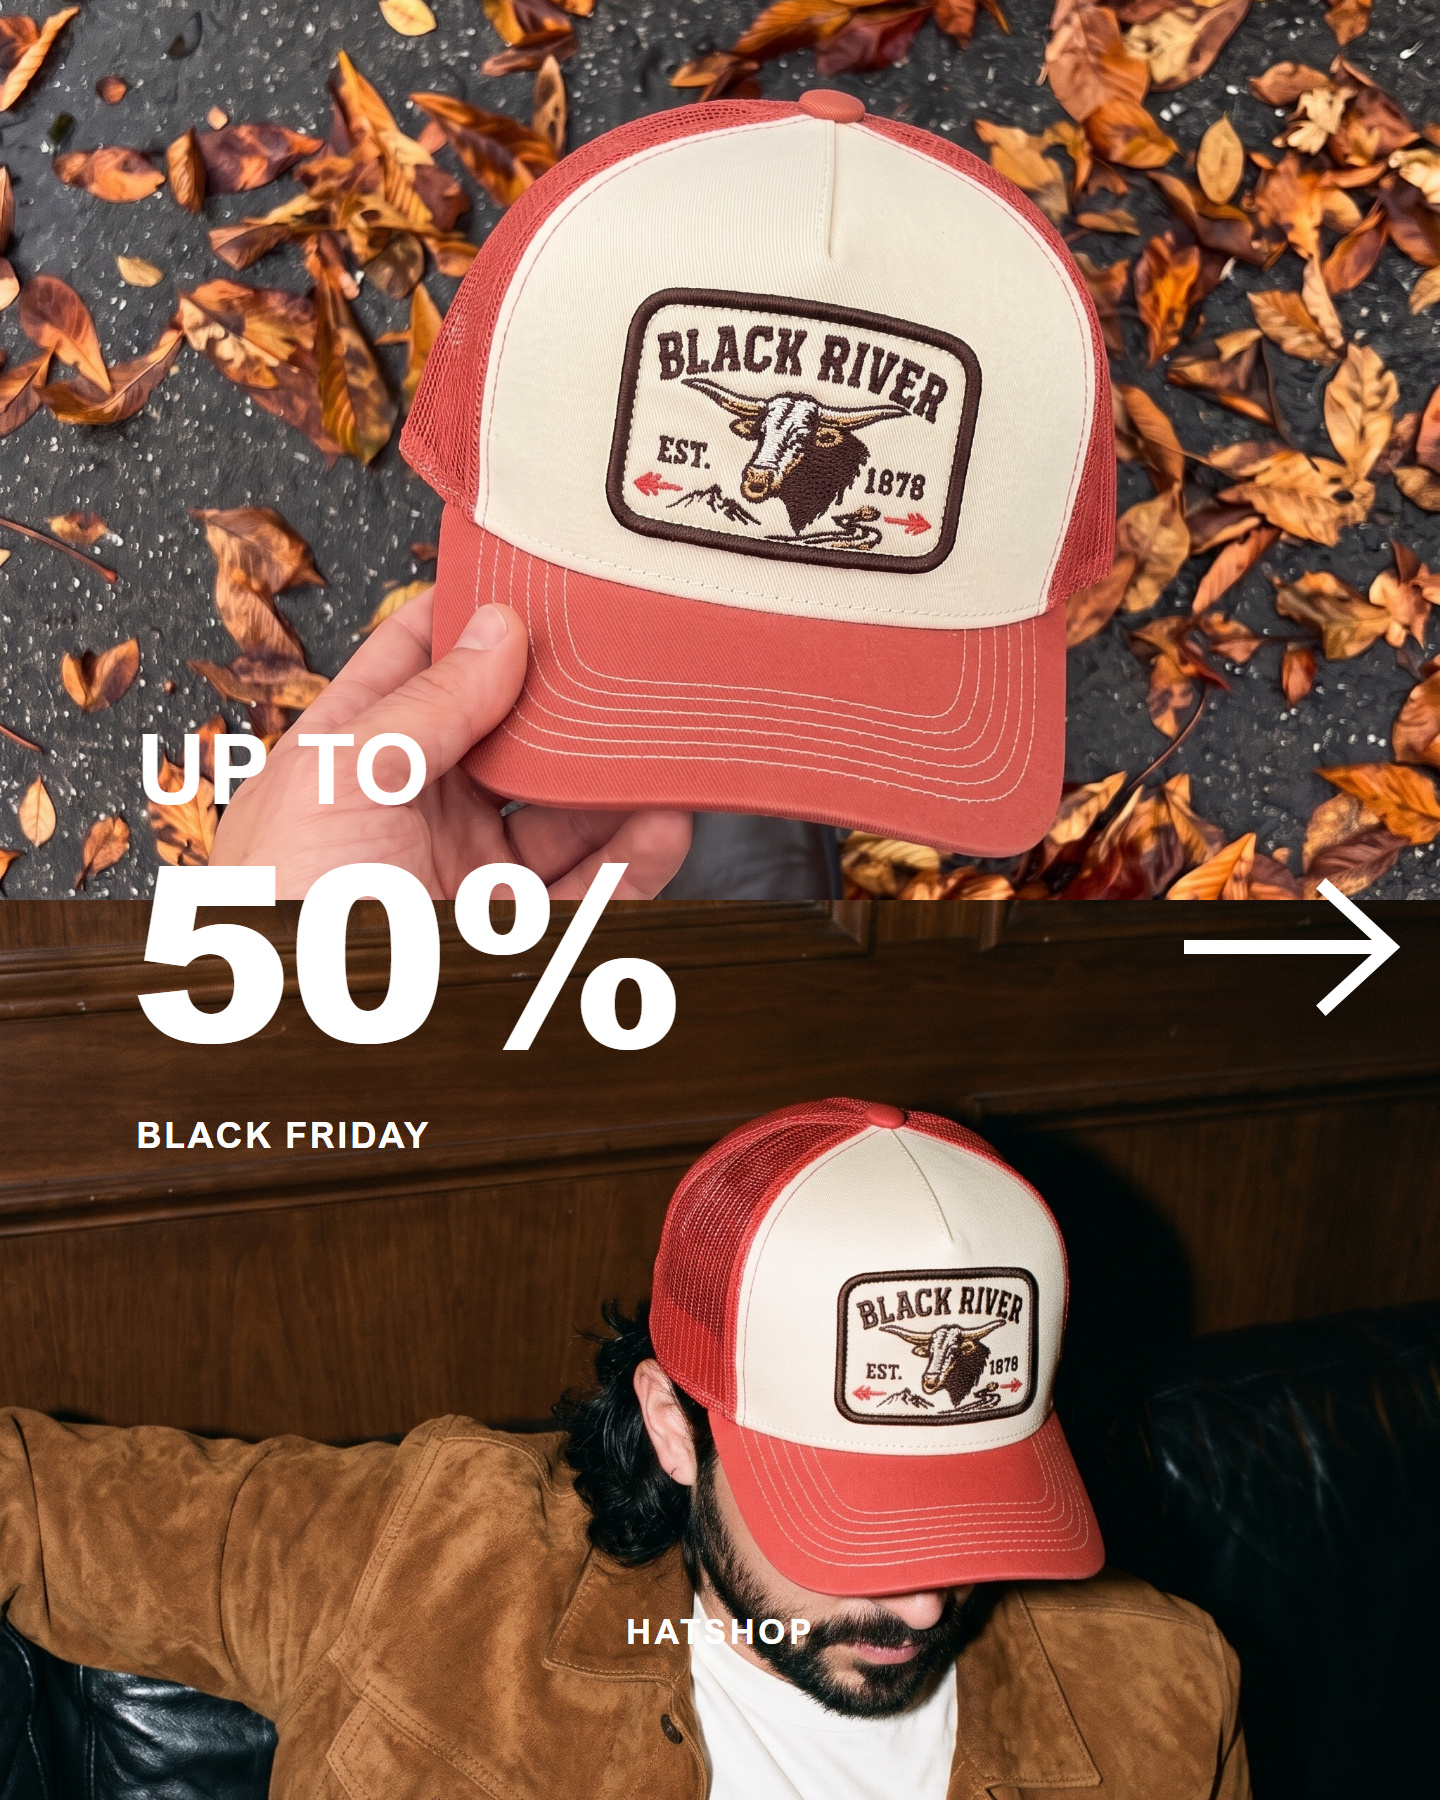 BLACK RIVER
EST.
1878
UP TO
50%
BLACK FRIDAY
BLACK RIVER
EST.
1878
HATSHOP